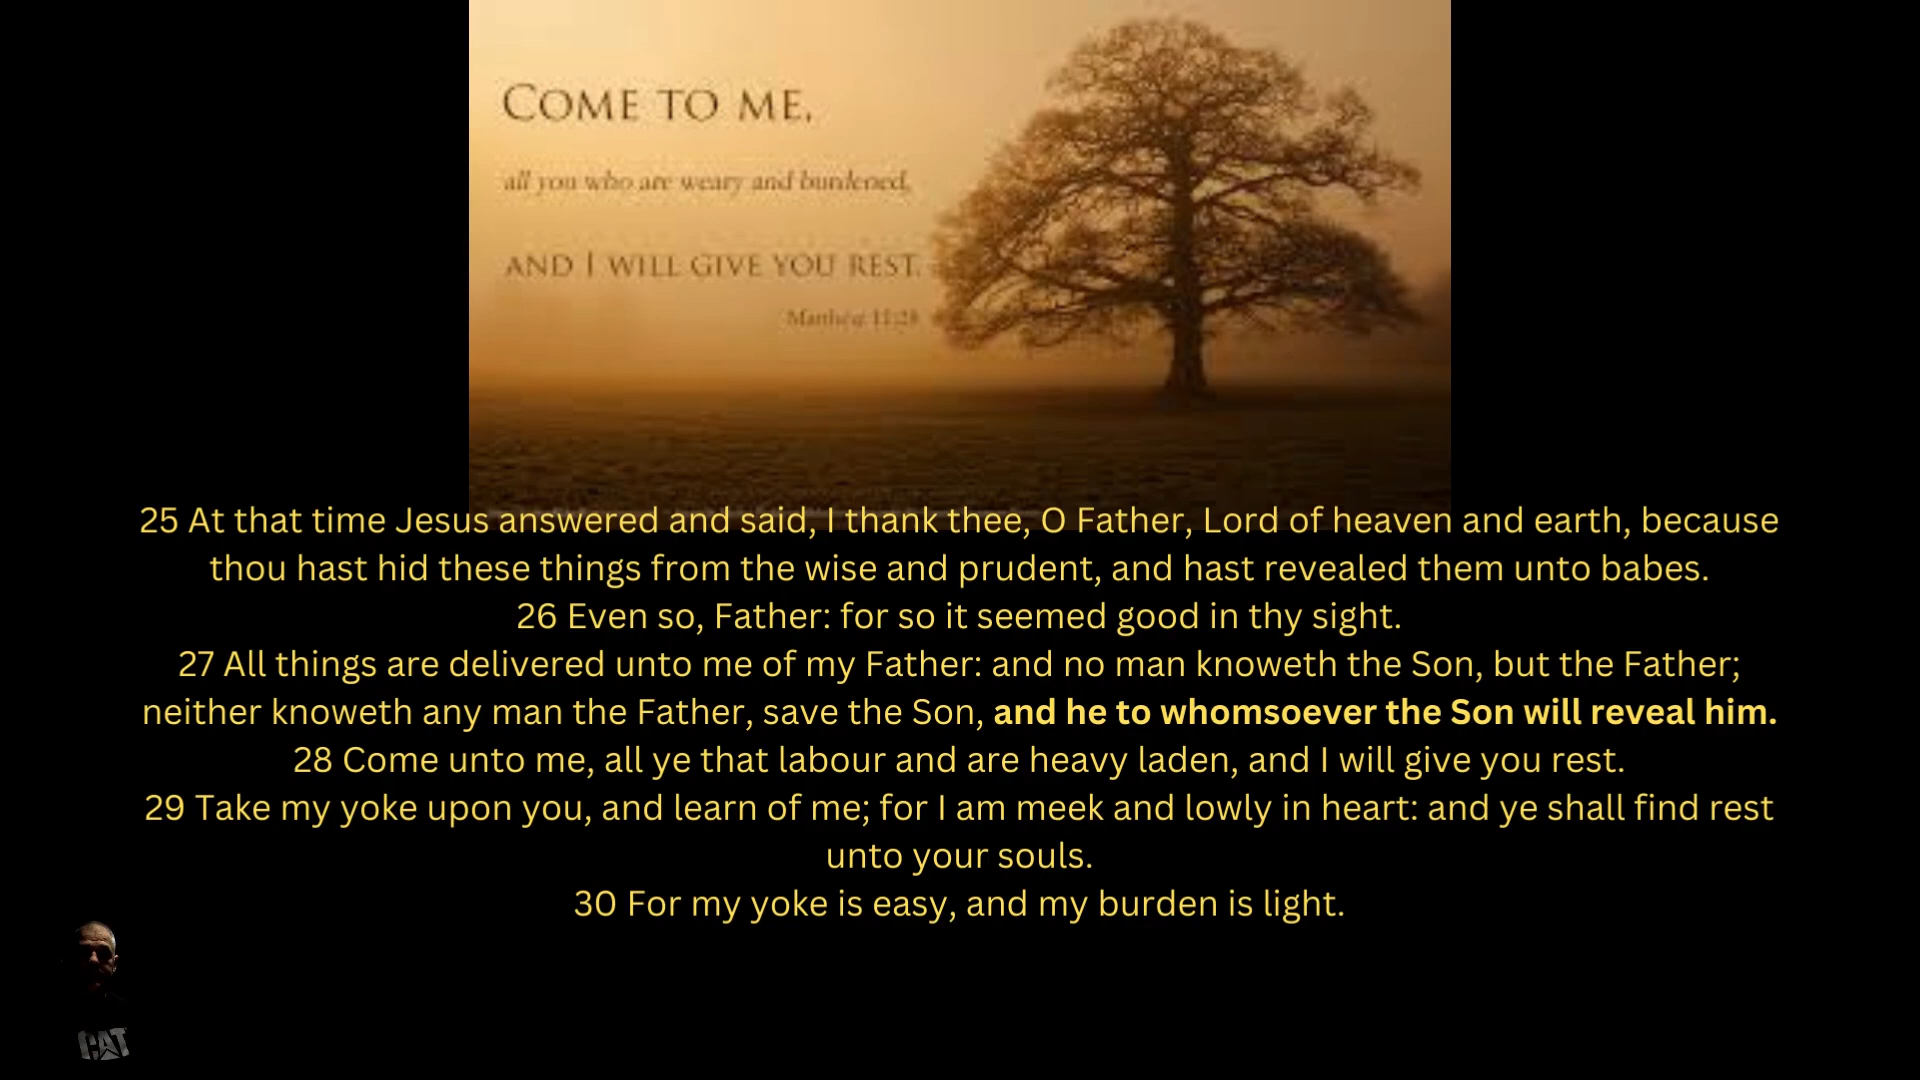 COME TO ME,
all you who are weary and burdened,
AND I WILL GIVE YOU REST.
Matthew 11:28
25 At that time Jesus answered and said, I thank thee, O Father, Lord of heaven and earth, because
thou hast hid these things from the wise and prudent, and hast revealed them unto babes.
26 Even so, Father: for so it seemed good in thy sight.
27 All things are delivered unto me of my Father: and no man knoweth the Son, but the Father;
neither knoweth any man the Father, save the Son, and he to whomsoever the Son will reveal him.
28 Come unto me, all ye that labour and are heavy laden, and I will give you rest.
29 Take my yoke upon you, and learn of me; for I am meek and lowly in heart: and ye shall find rest
unto your souls.
30 For my yoke is easy, and my burden is light.
CAT